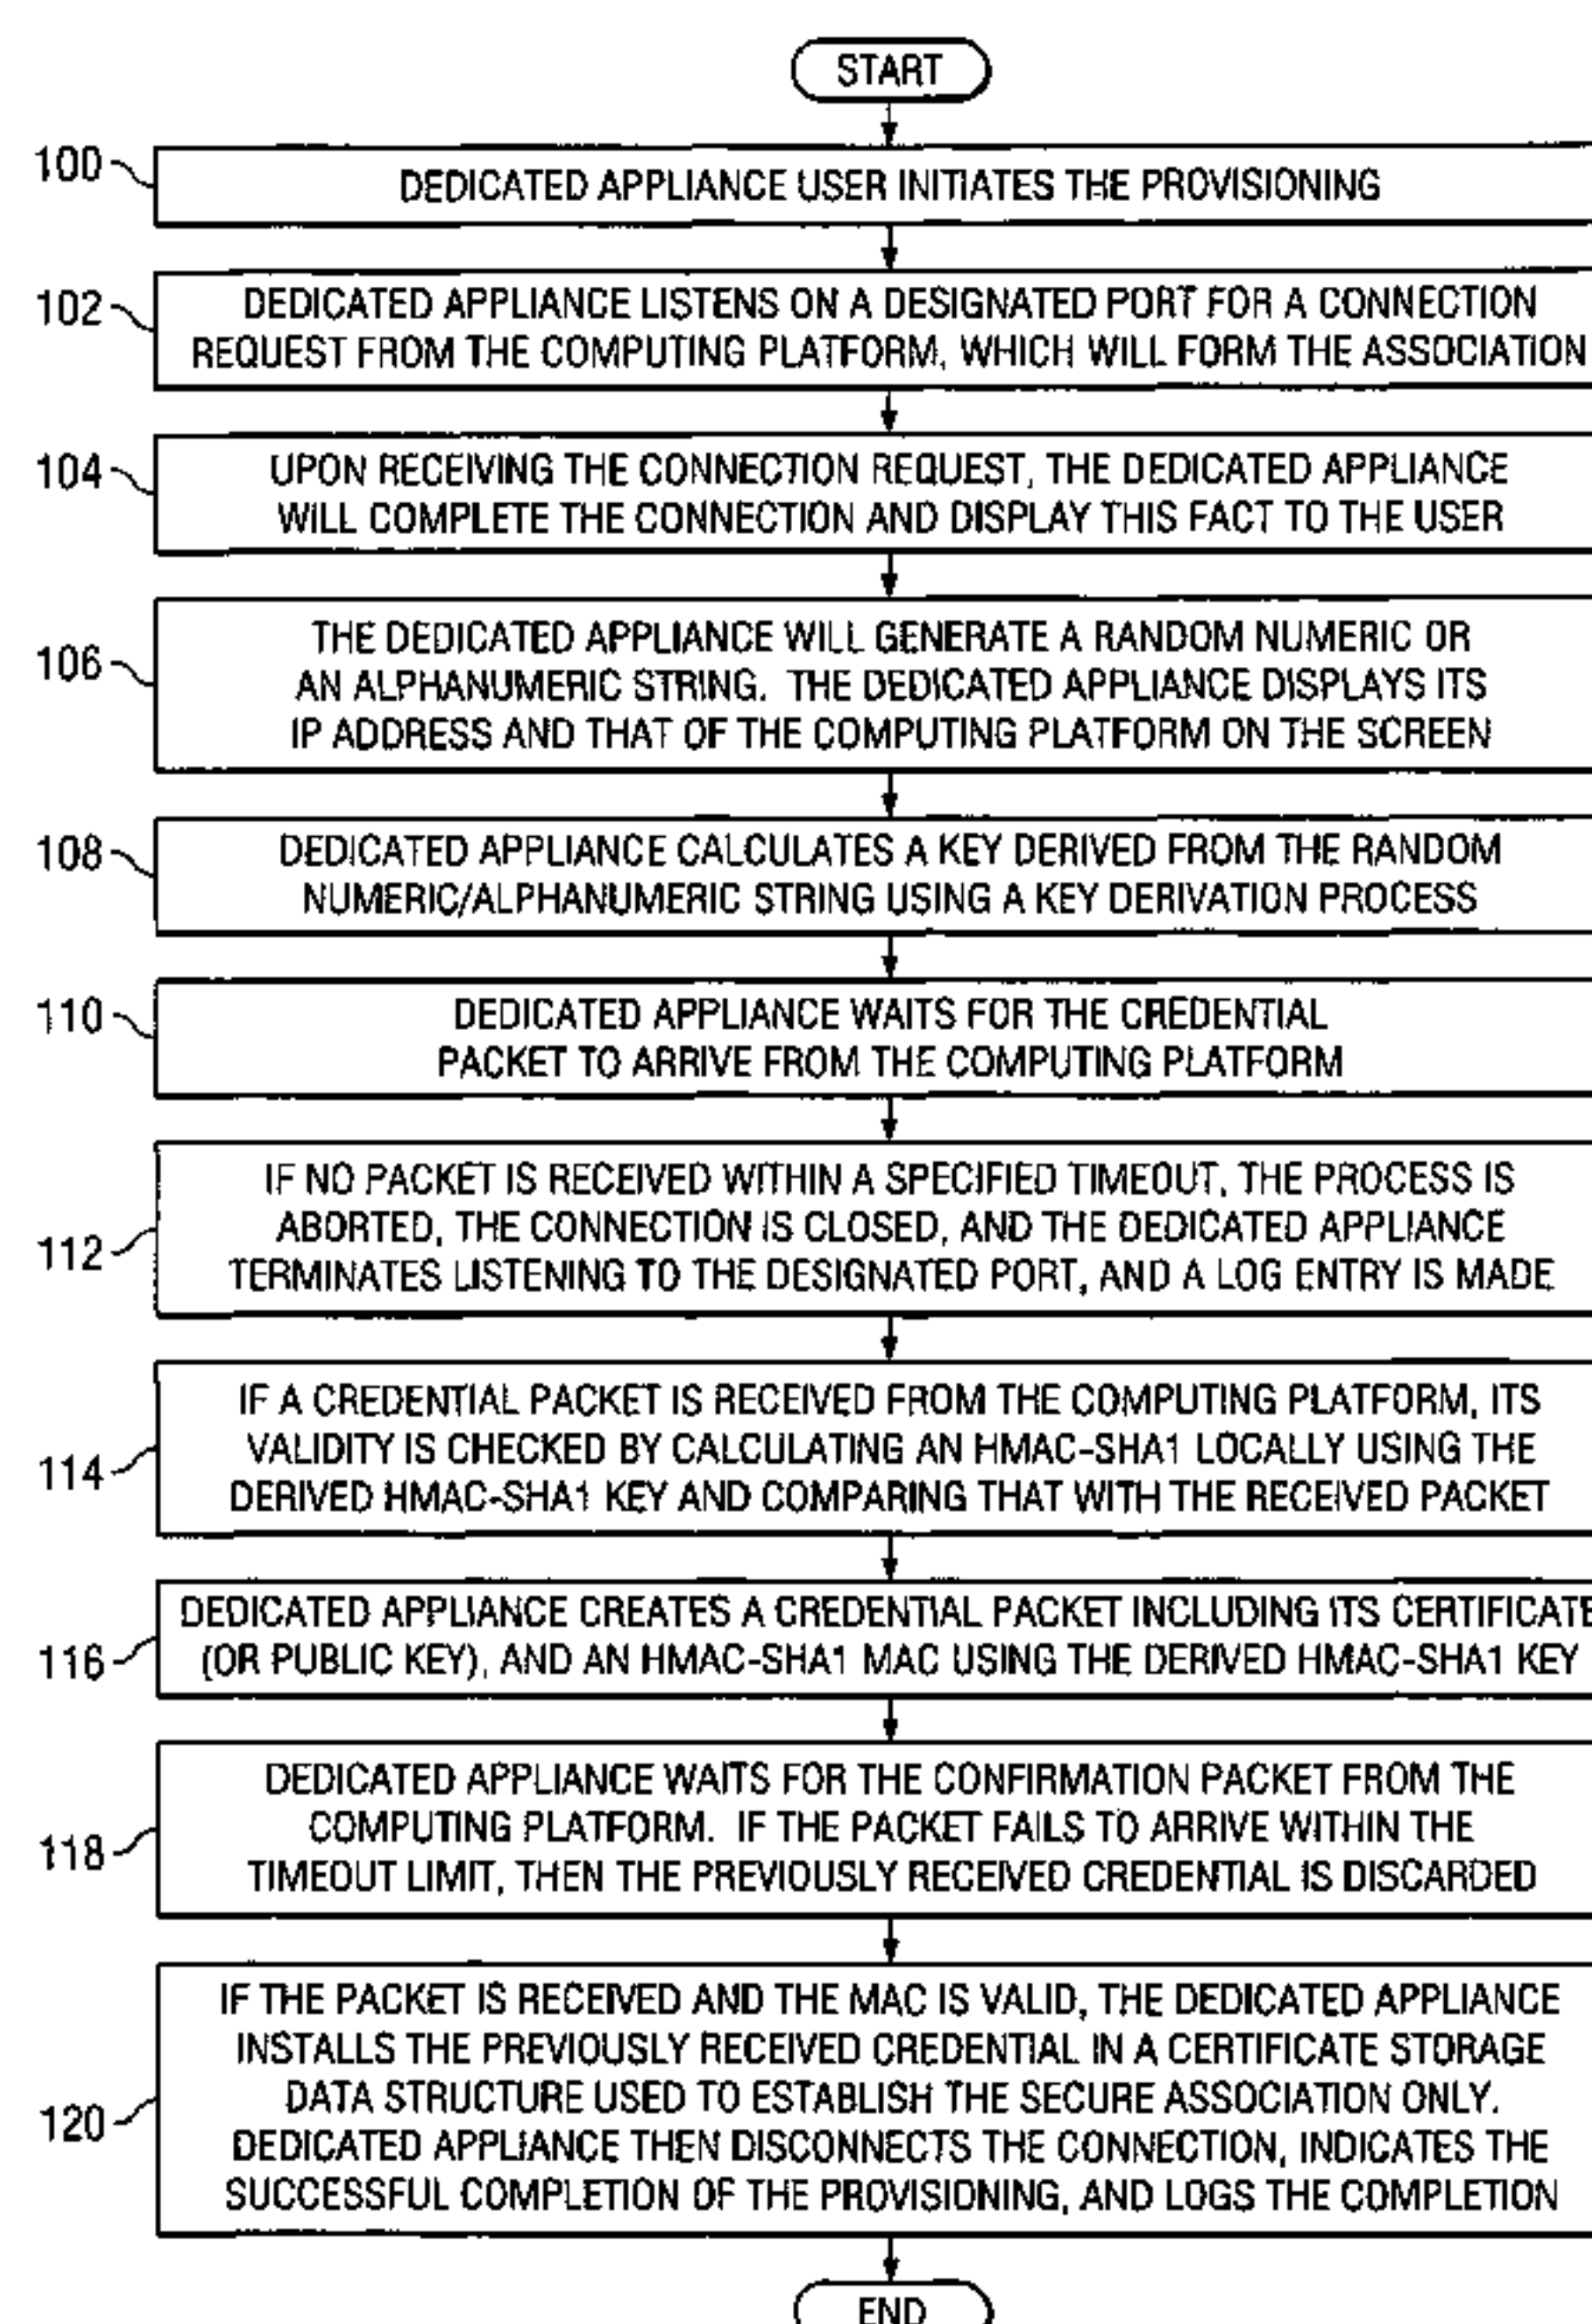 START
100
DEDICATED APPLIANCE USER INITIATES THE PROVISIONING
102
DEDICATED APPLIANCE LISTENS ON A DESIGNATED PORT FOR A CONNECTION
REQUEST FROM THE COMPUTING PLATFORM, WHICH WILL FORM THE ASSOCIATION
104
UPON RECEIVING THE CONNECTION REQUEST, THE DEDICATED APPLIANCE
WILL COMPLETE THE CONNECTION AND DISPLAY THIS FACT TO THE USER
106
THE DEDICATED APPLIANCE WILL GENERATE A RANDOM NUMERIC OR
AN ALPHANUMERIC STRING. THE DEDICATED APPLIANCE DISPLAYS ITS
IP ADDRESS AND THAT OF THE COMPUTING PLATFORM ON THE SCREEN
108
DEDICATED APPLIANCE CALCULATES A KEY DERIVED FROM THE RANDOM
NUMERIC/ALPHANUMERIC STRING USING A KEY DERIVATION PROCESS
110
DEDICATED APPLIANCE WAITS FOR THE CREDENTIAL
PACKET TO ARRIVE FROM THE COMPUTING PLATFORM
112
IF NO PACKET IS RECEIVED WITHIN A SPECIFIED TIMEOUT, THE PROCESS IS
ABORTED, THE CONNECTION IS CLOSED, AND THE DEDICATED APPLIANCE
TERMINATES LISTENING TO THE DESIGNATED PORT, AND A LOG ENTRY IS MADE
114
IF A CREDENTIAL PACKET IS RECEIVED FROM THE COMPUTING PLATFORM, ITS
VALIDITY IS CHECKED BY CALCULATING AN HMAC-SHA1 LOCALLY USING THE
DERIVED HMAC-SHA1 KEY AND COMPARING THAT WITH THE RECEIVED PACKET
116
DEDICATED APPLIANCE CREATES A CREDENTIAL PACKET INCLUDING ITS CERTIFICATE
(OR PUBLIC KEY), AND AN HMAC-SHA1 MAC USING THE DERIVED HMAC-SHA1 KEY
118
DEDICATED APPLIANCE WAITS FOR THE CONFIRMATION PACKET FROM THE
COMPUTING PLATFORM. IF THE PACKET FAILS TO ARRIVE WITHIN THE
TIMEOUT LIMIT, THEN THE PREVIOUSLY RECEIVED CREDENTIAL IS DISCARDED
120
IF THE PACKET IS RECEIVED AND THE MAC IS VALID, THE DEDICATED APPLIANCE
INSTALLS THE PREVIOUSLY RECEIVED CREDENTIAL IN A CERTIFICATE STORAGE
DATA STRUCTURE USED TO ESTABLISH THE SECURE ASSOCIATION ONLY.
DEDICATED APPLIANCE THEN DISCONNECTS THE CONNECTION, INDICATES THE
SUCCESSFUL COMPLETION OF THE PROVISIONING, AND LOGS THE COMPLETION
END